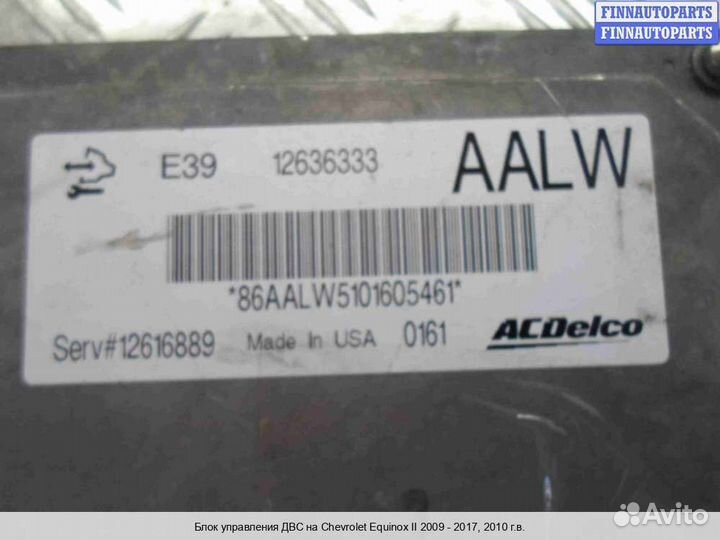 FINNAUTOPARTS
FINNAUTOPARTS
E39 12636333 AALW
*86AALW5101605461*
Serv#12616889 Made In USA 0161 ACDelco
Блок управления ДВС на Chevrolet Equinox II 2009 - 2017, 2010 г.в.
Avito